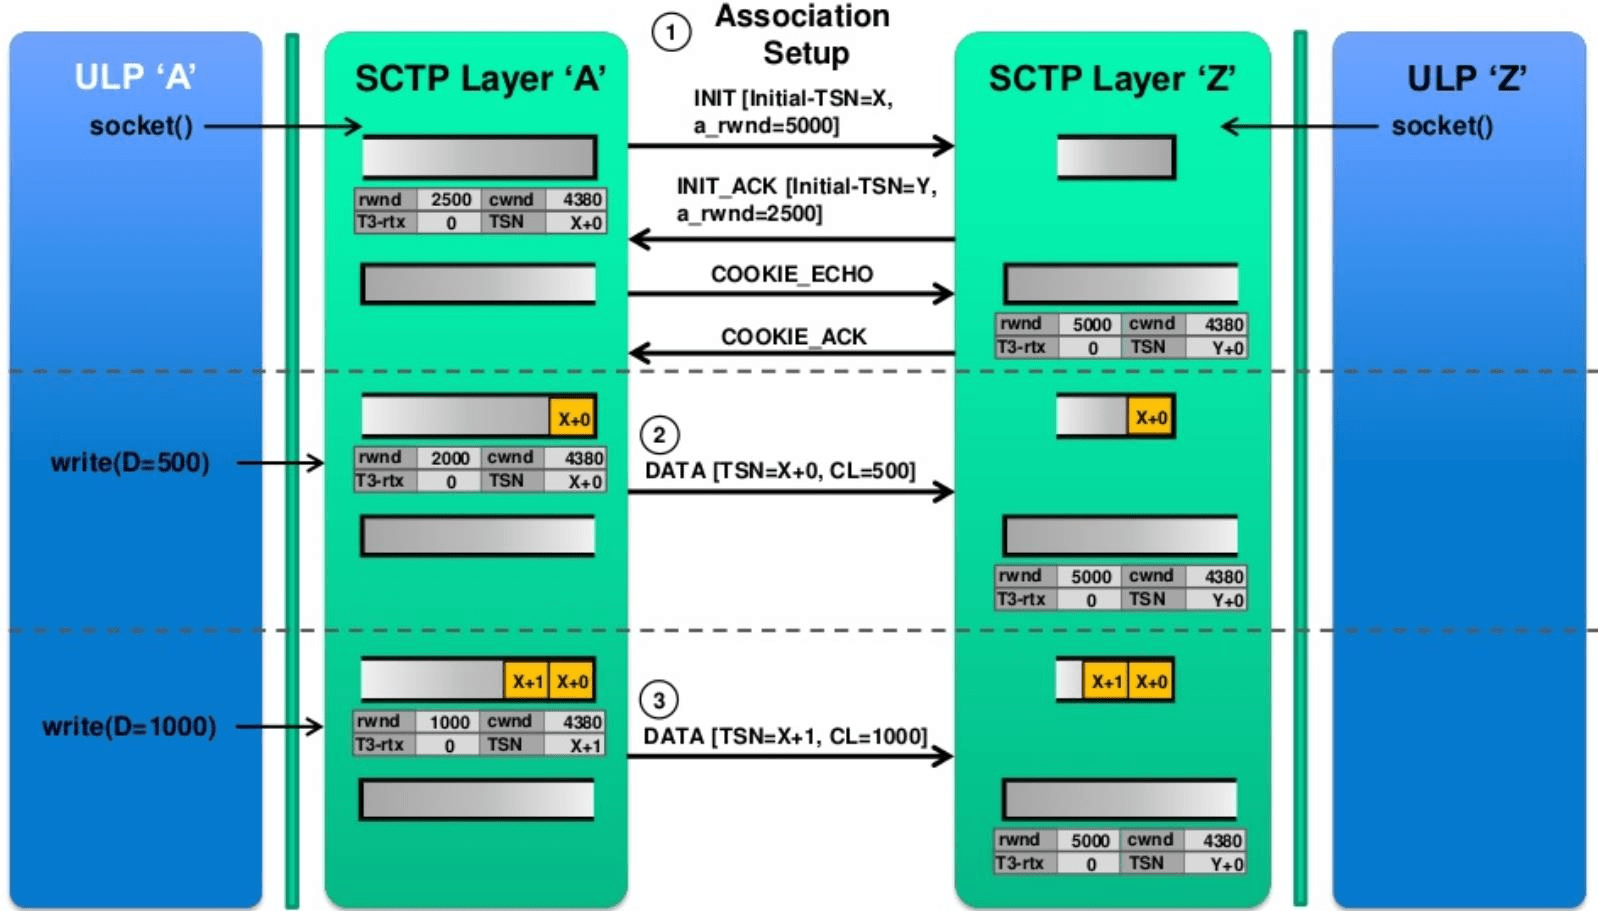 Association
Setup
1
ULP ‘A’
SCTP Layer ‘A’
SCTP Layer ‘Z’
ULP ‘Z’
socket()
INIT [Initial-TSN=X,
a_rwnd=5000]
socket()
rwnd 2500 cwnd 4380
T3-rtx 0 TSN X+0
INIT_ACK [Initial-TSN=Y,
a_rwnd=2500]
COOKIE_ECHO
COOKIE_ACK
rwnd 5000 cwnd 4380
T3-rtx 0 TSN Y+0
X+0
write(D=500)
rwnd 2000 cwnd 4380
T3-rtx 0 TSN X+0
2
DATA [TSN=X+0, CL=500]
X+0
rwnd 5000 cwnd 4380
T3-rtx 0 TSN Y+0
X+1 X+0
write(D=1000)
rwnd 1000 cwnd 4380
T3-rtx 0 TSN X+1
3
DATA [TSN=X+1, CL=1000]
X+1 X+0
rwnd 5000 cwnd 4380
T3-rtx 0 TSN Y+0